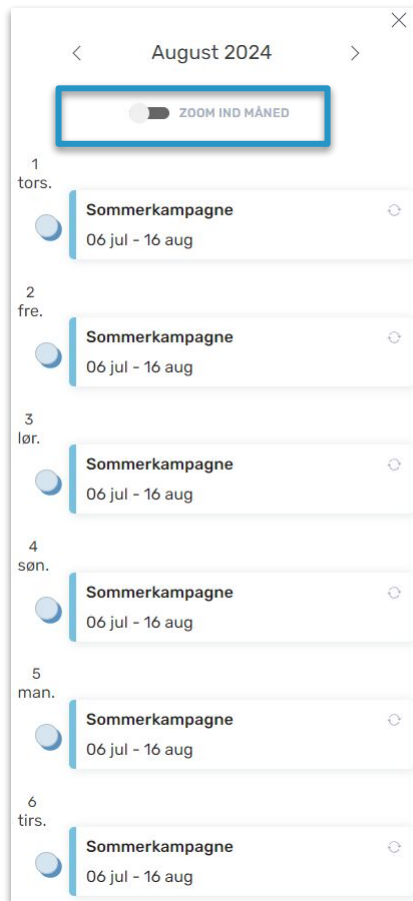 August 2024
ZOOM IND MÅNED
1
tors.
Sommerkampagne
06 jul - 16 aug
2
fre.
Sommerkampagne
06 jul - 16 aug
3
lør.
Sommerkampagne
06 jul - 16 aug
4
søn.
Sommerkampagne
06 jul - 16 aug
5
man.
Sommerkampagne
06 jul - 16 aug
6
tirs.
Sommerkampagne
06 jul - 16 aug